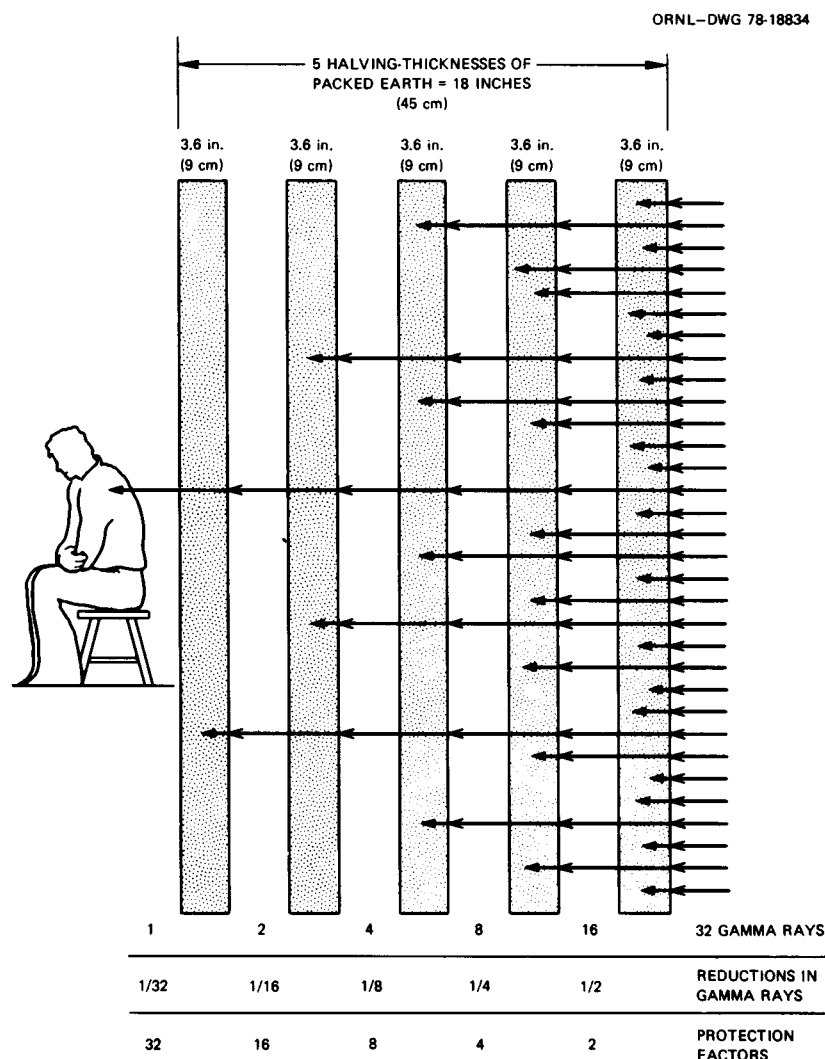 ORNL–DWG 78-18834
5 HALVING-THICKNESSES OF
PACKED EARTH = 18 INCHES
(45 cm)
3.6 in. 3.6 in. 3.6 in. 3.6 in. 3.6 in.
(9 cm) (9 cm) (9 cm) (9 cm) (9 cm)
1 2 4 8 16 32 GAMMA RAYS
1/32 1/16 1/8 1/4 1/2 REDUCTIONS IN
GAMMA RAYS
32 16 8 4 2 PROTECTION
FACTORS